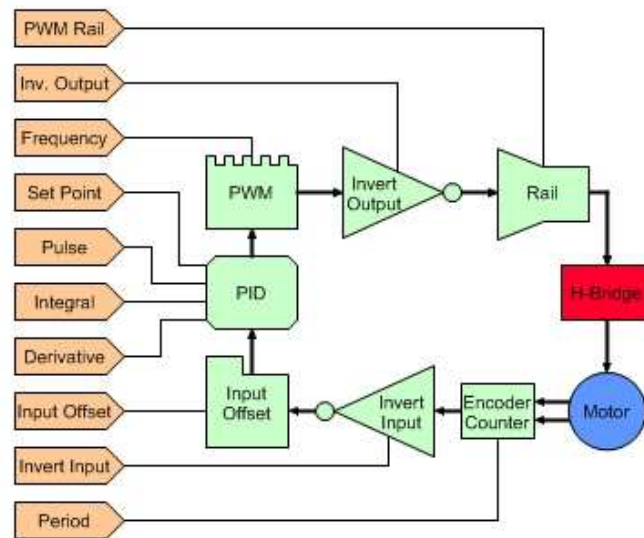 PWM Rail
Inv. Output
Frequency
Set Point
Pulse
Integral
Derivative
Input Offset
Invert Input
Period
PWM
Invert
Output
Rail
PID
H-Bridge
Input
Offset
Invert
Input
Encoder
Counter
Motor